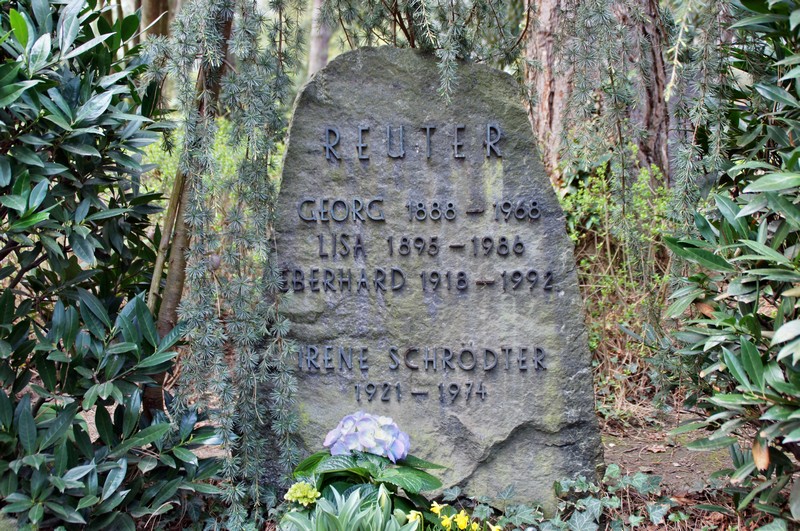 REUTER
GEORG 1888 – 1968
LISA 1895 – 1986
EBERHARD 1918 – 1992
IRENE SCHRÖDTER
1921 – 1974